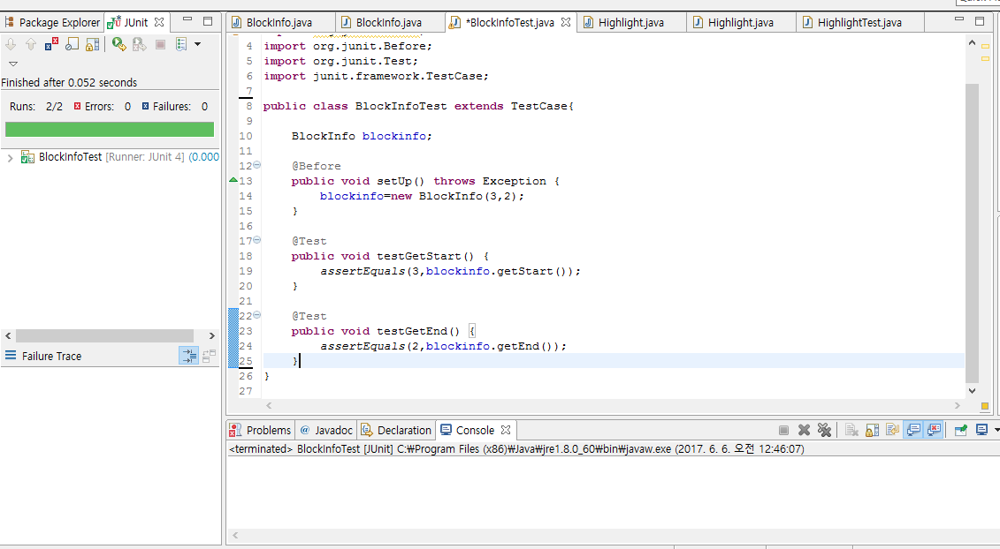 Package Explorer JUnit
Finished after 0.052 seconds
Runs: 2/2 Errors: 0 Failures: 0
BlockInfoTest [Runner: JUnit 4] (0.000
Failure Trace
BlockInfo.java BlockInfo.java *BlockInfoTest.java Highlight.java Highlight.java HighlightTest.java
4 import org.junit.Before;
5 import org.junit.Test;
6 import junit.framework.TestCase;
7
8 public class BlockInfoTest extends TestCase{
9
10 BlockInfo blockinfo;
11
12 @Before
13 public void setUp() throws Exception {
14 blockinfo=new BlockInfo(3,2);
15 }
16
17 @Test
18 public void testGetStart() {
19 assertEquals(3,blockinfo.getStart());
20 }
21
22 @Test
23 public void testGetEnd() {
24 assertEquals(2,blockinfo.getEnd());
25 }
26 }
27
Problems @ Javadoc Declaration Console
<terminated> BlockInfoTest [JUnit] C:₩Program Files (x86)₩Java₩jre1.8.0_60₩bin₩javaw.exe (2017. 6. 6. 오전 12:46:07)